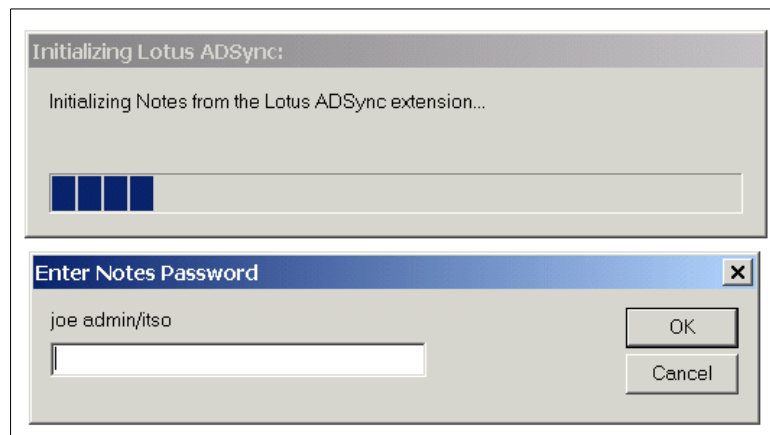 Initializing Lotus ADSync:
Initializing Notes from the Lotus ADSync extension...
Enter Notes Password
joe admin/itso
OK
Cancel